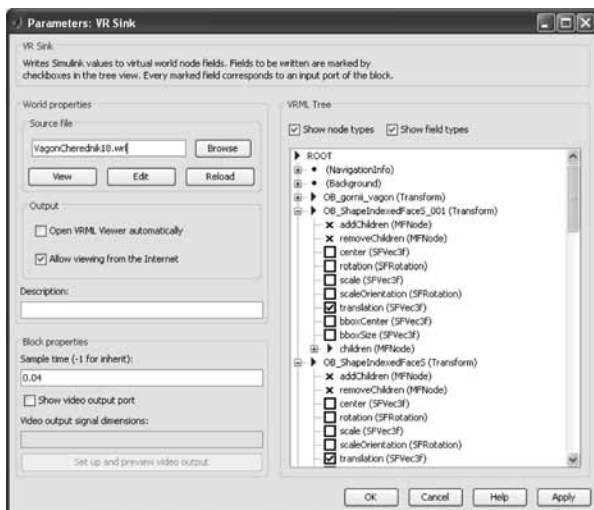 Parameters: VR Sink
VR Sink
Writes Simulink values to virtual world node fields. Fields to be written are marked by
checkboxes in the tree view. Every marked field corresponds to an input port of the block.
World properties
Source file
VagonCherednik18.wrl
Browse
View
Edit
Reload
Output
Open VRML Viewer automatically
Allow viewing from the Internet
Description:
Block properties
Sample time (-1 for inherit):
0.04
Show video output port
Video output signal dimensions:
Set up and preview video output
VRML Tree
Show node types
Show field types
ROOT
(NavigationInfo)
(Background)
OB_gornii_vagon (Transform)
OB_ShapeIndexedFaceS_001 (Transform)
addChildren (MFNode)
removeChildren (MFNode)
center (SFVec3f)
rotation (SFRotation)
scale (SFVec3f)
scaleOrientation (SFRotation)
translation (SFVec3f)
bboxCenter (SFVec3f)
bboxSize (SFVec3f)
children (MFNode)
OB_ShapeIndexedFaceS (Transform)
addChildren (MFNode)
removeChildren (MFNode)
center (SFVec3f)
rotation (SFRotation)
scale (SFVec3f)
scaleOrientation (SFRotation)
translation (SFVec3f)
OK
Cancel
Help
Apply